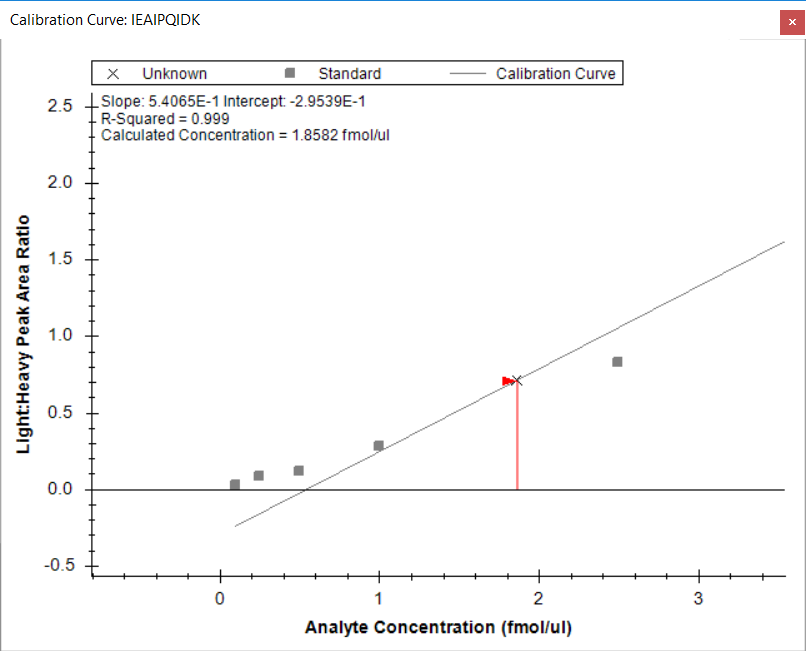 Calibration Curve: IEAIPQIDK
×
Unknown Standard Calibration Curve
Slope: 5.4065E-1 Intercept: -2.9539E-1
R-Squared = 0.999
Calculated Concentration = 1.8582 fmol/ul
2.5
2.0
1.5
1.0
0.5
0.0
-0.5
Light:Heavy Peak Area Ratio
0 1 2 3
Analyte Concentration (fmol/ul)